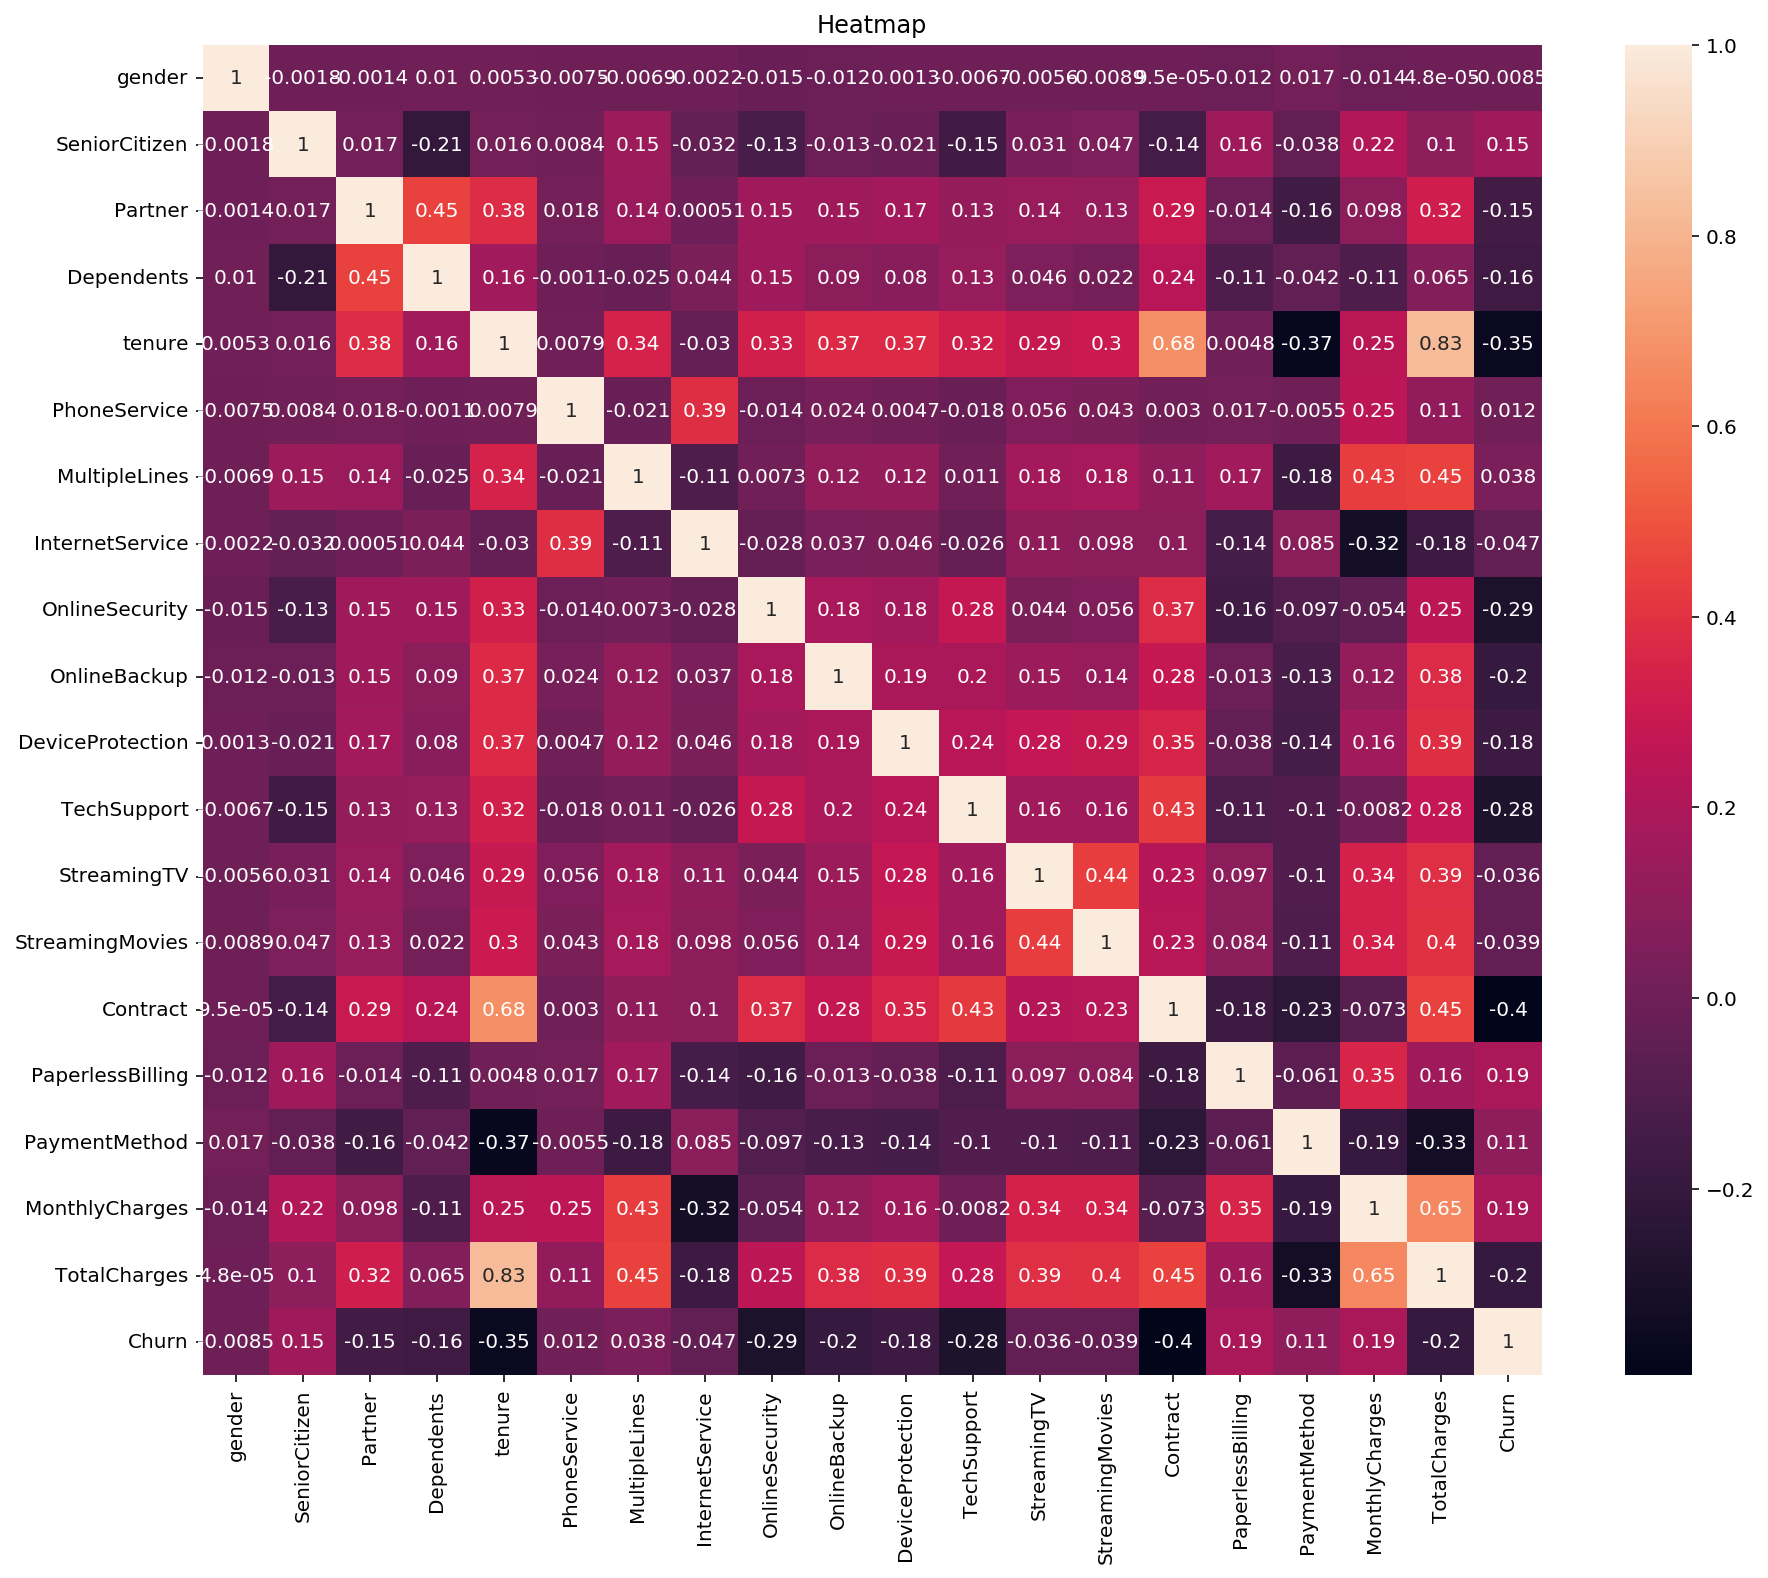 Heatmap
gender 1 -0.0018 -0.0014 0.01 0.0053 -0.0075 -0.0069 -0.0022 -0.015 -0.012 0.0013 -0.0067 -0.0056 -0.0089 9.5e-05 -0.012 0.017 -0.014 4.8e-05 -0.0085 1.0
SeniorCitizen -0.0018 1 0.017 -0.21 0.016 0.0084 0.15 -0.032 -0.13 -0.013 -0.021 -0.15 0.031 0.047 -0.14 0.16 -0.038 0.22 0.1 0.15
Partner -0.0014 0.017 1 0.45 0.38 0.018 0.14 0.00051 0.15 0.15 0.17 0.13 0.14 0.13 0.29 -0.014 -0.16 0.098 0.32 -0.15
0.8
Dependents 0.01 -0.21 0.45 1 0.16 -0.0011 -0.025 0.044 0.15 0.09 0.08 0.13 0.046 0.022 0.24 -0.11 -0.042 -0.11 0.065 -0.16
tenure 0.0053 0.016 0.38 0.16 1 0.0079 0.34 -0.03 0.33 0.37 0.37 0.32 0.29 0.3 0.68 0.0048 -0.37 0.25 0.83 -0.35
PhoneService -0.0075 0.0084 0.018 -0.0011 0.0079 1 -0.021 0.39 -0.014 0.024 0.0047 -0.018 0.056 0.043 0.003 0.017 -0.0055 0.25 0.11 0.012
0.6
MultipleLines -0.0069 0.15 0.14 -0.025 0.34 -0.021 1 -0.11 0.0073 0.12 0.12 0.011 0.18 0.18 0.11 0.17 -0.18 0.43 0.45 0.038
InternetService -0.0022 -0.032 0.00051 0.044 -0.03 0.39 -0.11 1 -0.028 0.037 0.046 -0.026 0.11 0.098 0.1 -0.14 0.085 -0.32 -0.18 -0.047
OnlineSecurity -0.015 -0.13 0.15 0.15 0.33 -0.014 0.0073 -0.028 1 0.18 0.18 0.28 0.044 0.056 0.37 -0.16 -0.097 -0.054 0.25 -0.29
0.4
OnlineBackup -0.012 -0.013 0.15 0.09 0.37 0.024 0.12 0.037 0.18 1 0.19 0.2 0.15 0.14 0.28 -0.013 -0.13 0.12 0.38 -0.2
DeviceProtection 0.0013 -0.021 0.17 0.08 0.37 0.0047 0.12 0.046 0.18 0.19 1 0.24 0.28 0.29 0.35 -0.038 -0.14 0.16 0.39 -0.18
TechSupport -0.0067 -0.15 0.13 0.13 0.32 -0.018 0.011 -0.026 0.28 0.2 0.24 1 0.16 0.16 0.43 -0.11 -0.1 -0.0082 0.28 -0.28
0.2
StreamingTV -0.0056 0.031 0.14 0.046 0.29 0.056 0.18 0.11 0.044 0.15 0.28 0.16 1 0.44 0.23 0.097 -0.1 0.34 0.39 -0.036
StreamingMovies -0.0089 0.047 0.13 0.022 0.3 0.043 0.18 0.098 0.056 0.14 0.29 0.16 0.44 1 0.23 0.084 -0.11 0.34 0.4 -0.039
0.0
Contract 9.5e-05 -0.14 0.29 0.24 0.68 0.003 0.11 0.1 0.37 0.28 0.35 0.43 0.23 0.23 1 -0.18 -0.23 -0.073 0.45 -0.4
PaperlessBilling -0.012 0.16 -0.014 -0.11 0.0048 0.017 0.17 -0.14 -0.16 -0.013 -0.038 -0.11 0.097 0.084 -0.18 1 -0.061 0.35 0.16 0.19
PaymentMethod 0.017 -0.038 -0.16 -0.042 -0.37 -0.0055 -0.18 0.085 -0.097 -0.13 -0.14 -0.1 -0.1 -0.11 -0.23 -0.061 1 -0.19 -0.33 0.11
−0.2
MonthlyCharges -0.014 0.22 0.098 -0.11 0.25 0.25 0.43 -0.32 -0.054 0.12 0.16 -0.0082 0.34 0.34 -0.073 0.35 -0.19 1 0.65 0.19
TotalCharges 4.8e-05 0.1 0.32 0.065 0.83 0.11 0.45 -0.18 0.25 0.38 0.39 0.28 0.39 0.4 0.45 0.16 -0.33 0.65 1 -0.2
Churn -0.0085 0.15 -0.15 -0.16 -0.35 0.012 0.038 -0.047 -0.29 -0.2 -0.18 -0.28 -0.036 -0.039 -0.4 0.19 0.11 0.19 -0.2 1
gender
SeniorCitizen
Partner
Dependents
tenure
PhoneService
MultipleLines
InternetService
OnlineSecurity
OnlineBackup
DeviceProtection
TechSupport
StreamingTV
StreamingMovies
Contract
PaperlessBilling
PaymentMethod
MonthlyCharges
TotalCharges
Churn